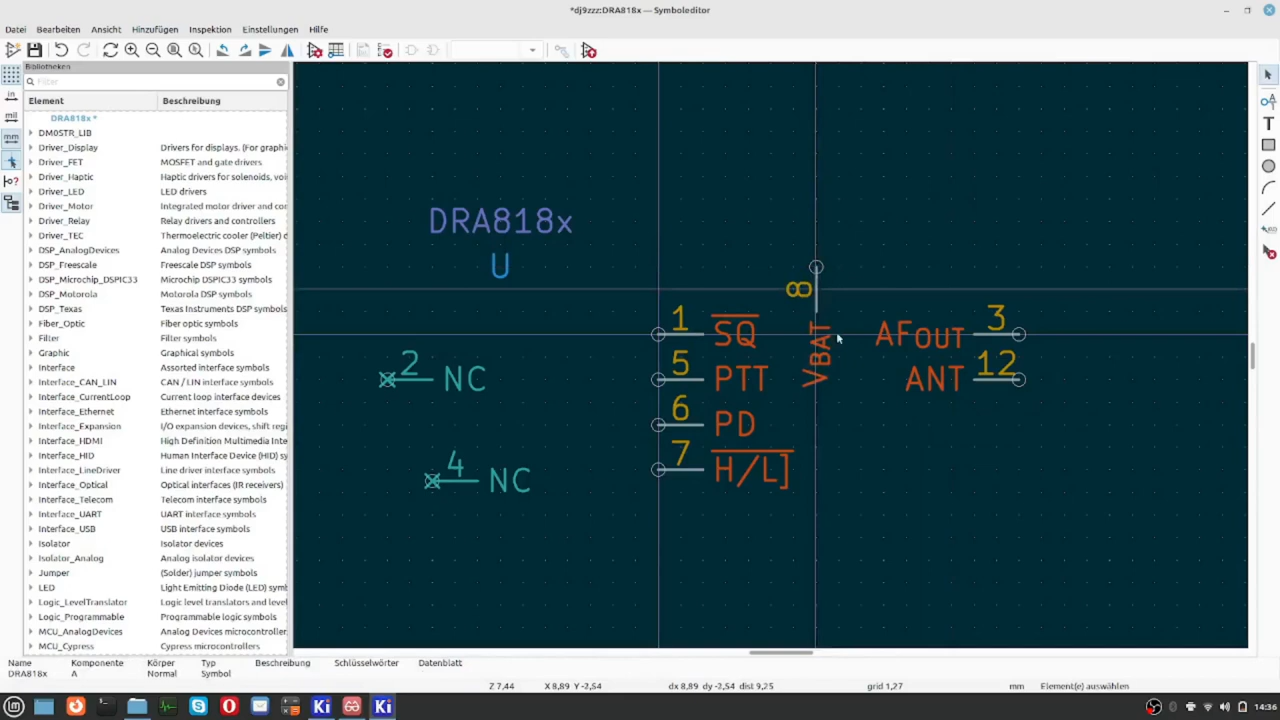 *dj9zzz:DRA818x — Symboleditor
Datei Bearbeiten Ansicht Hinzufügen Inspektion Einstellungen Hilfe
Bibliotheken
Filter
Element Beschreibung
DRA818x *
DM0STR_LIB
Driver_Display Drivers for displays. (For graphi
Driver_FET MOSFET and gate drivers
Driver_Haptic Haptic drivers for solenoids, voi
Driver_LED LED drivers
Driver_Motor Integrated motor driver and con
Driver_Relay Relay drivers and controllers
Driver_TEC Thermoelectric cooler (Peltier) d
DSP_AnalogDevices Analog Devices DSP symbols
DSP_Freescale Freescale DSP symbols
DSP_Microchip_DSPIC33 Microchip DSPIC33 symbols
DSP_Motorola Motorola DSP symbols
DSP_Texas Texas Instruments DSP symbols
Fiber_Optic Fiber optic symbols
Filter Filter symbols
Graphic Graphical symbols
Interface Assorted interface symbols
Interface_CAN_LIN CAN / LIN interface symbols
Interface_CurrentLoop Current loop interface devices
Interface_Ethernet Ethernet interface symbols
Interface_Expansion I/O expansion devices, shift regi
Interface_HDMI High Definition Multimedia Inte
Interface_HID Human Interface Device (HID) sy
Interface_LineDriver Line driver interface symbols
Interface_Optical Optical interfaces (IR receivers)
Interface_Telecom Telecom interface symbols
Interface_UART UART interface symbols
Interface_USB USB interface symbols
Isolator Isolator devices
Isolator_Analog Analog isolator devices
Jumper (Solder) jumper symbols
LED Light Emitting Diode (LED) symb
Logic_LevelTranslator Logic level translators and level
Logic_Programmable Programmable logic symbols
MCU_AnalogDevices Analog Devices microcontroller
MCU_Cypress Cypress microcontrollers
in
mil
mm
DRA818x
U
8
VBAT
1 SQ
5 PTT
6 PD
7 H/L]
AFOUT 3
ANT 12
2 NC
4 NC
Name Komponente Körper Typ Beschreibung Schlüsselwörter Datenblatt
DRA818x A Normal Symbol
Z 7,44 X 8,89 Y -2,54 dx 8,89 dy -2,54 dist 9,25 grid 1,27 mm Element(e) auswählen
14:36